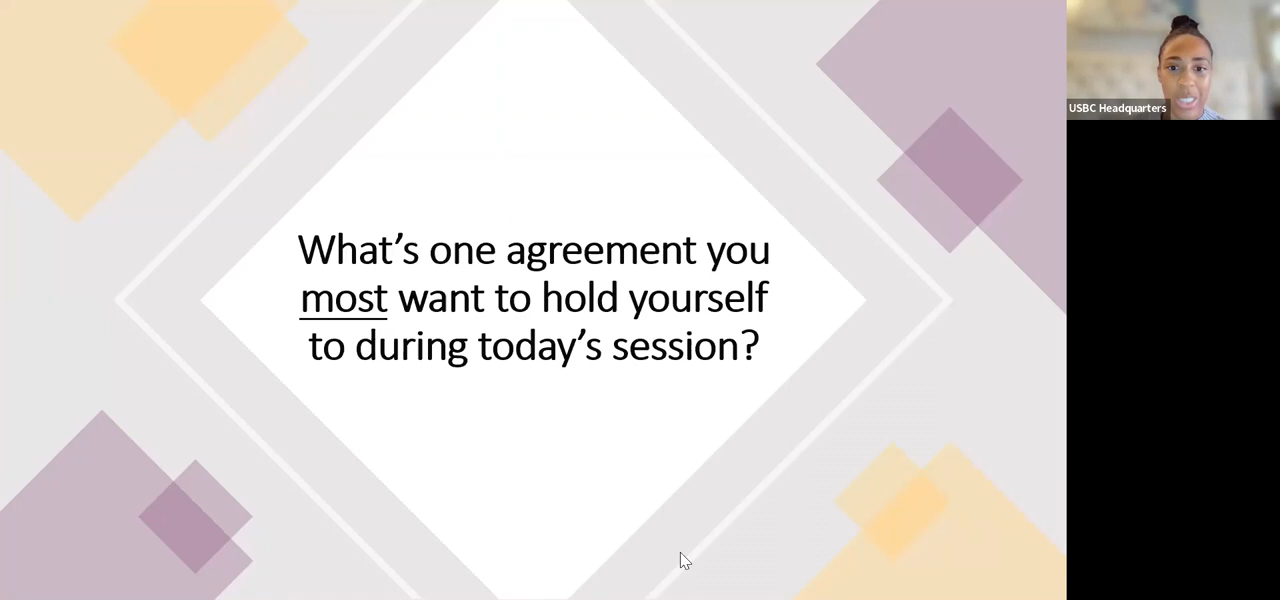 What’s one agreement you
most want to hold yourself
to during today’s session?
USBC Headquarters